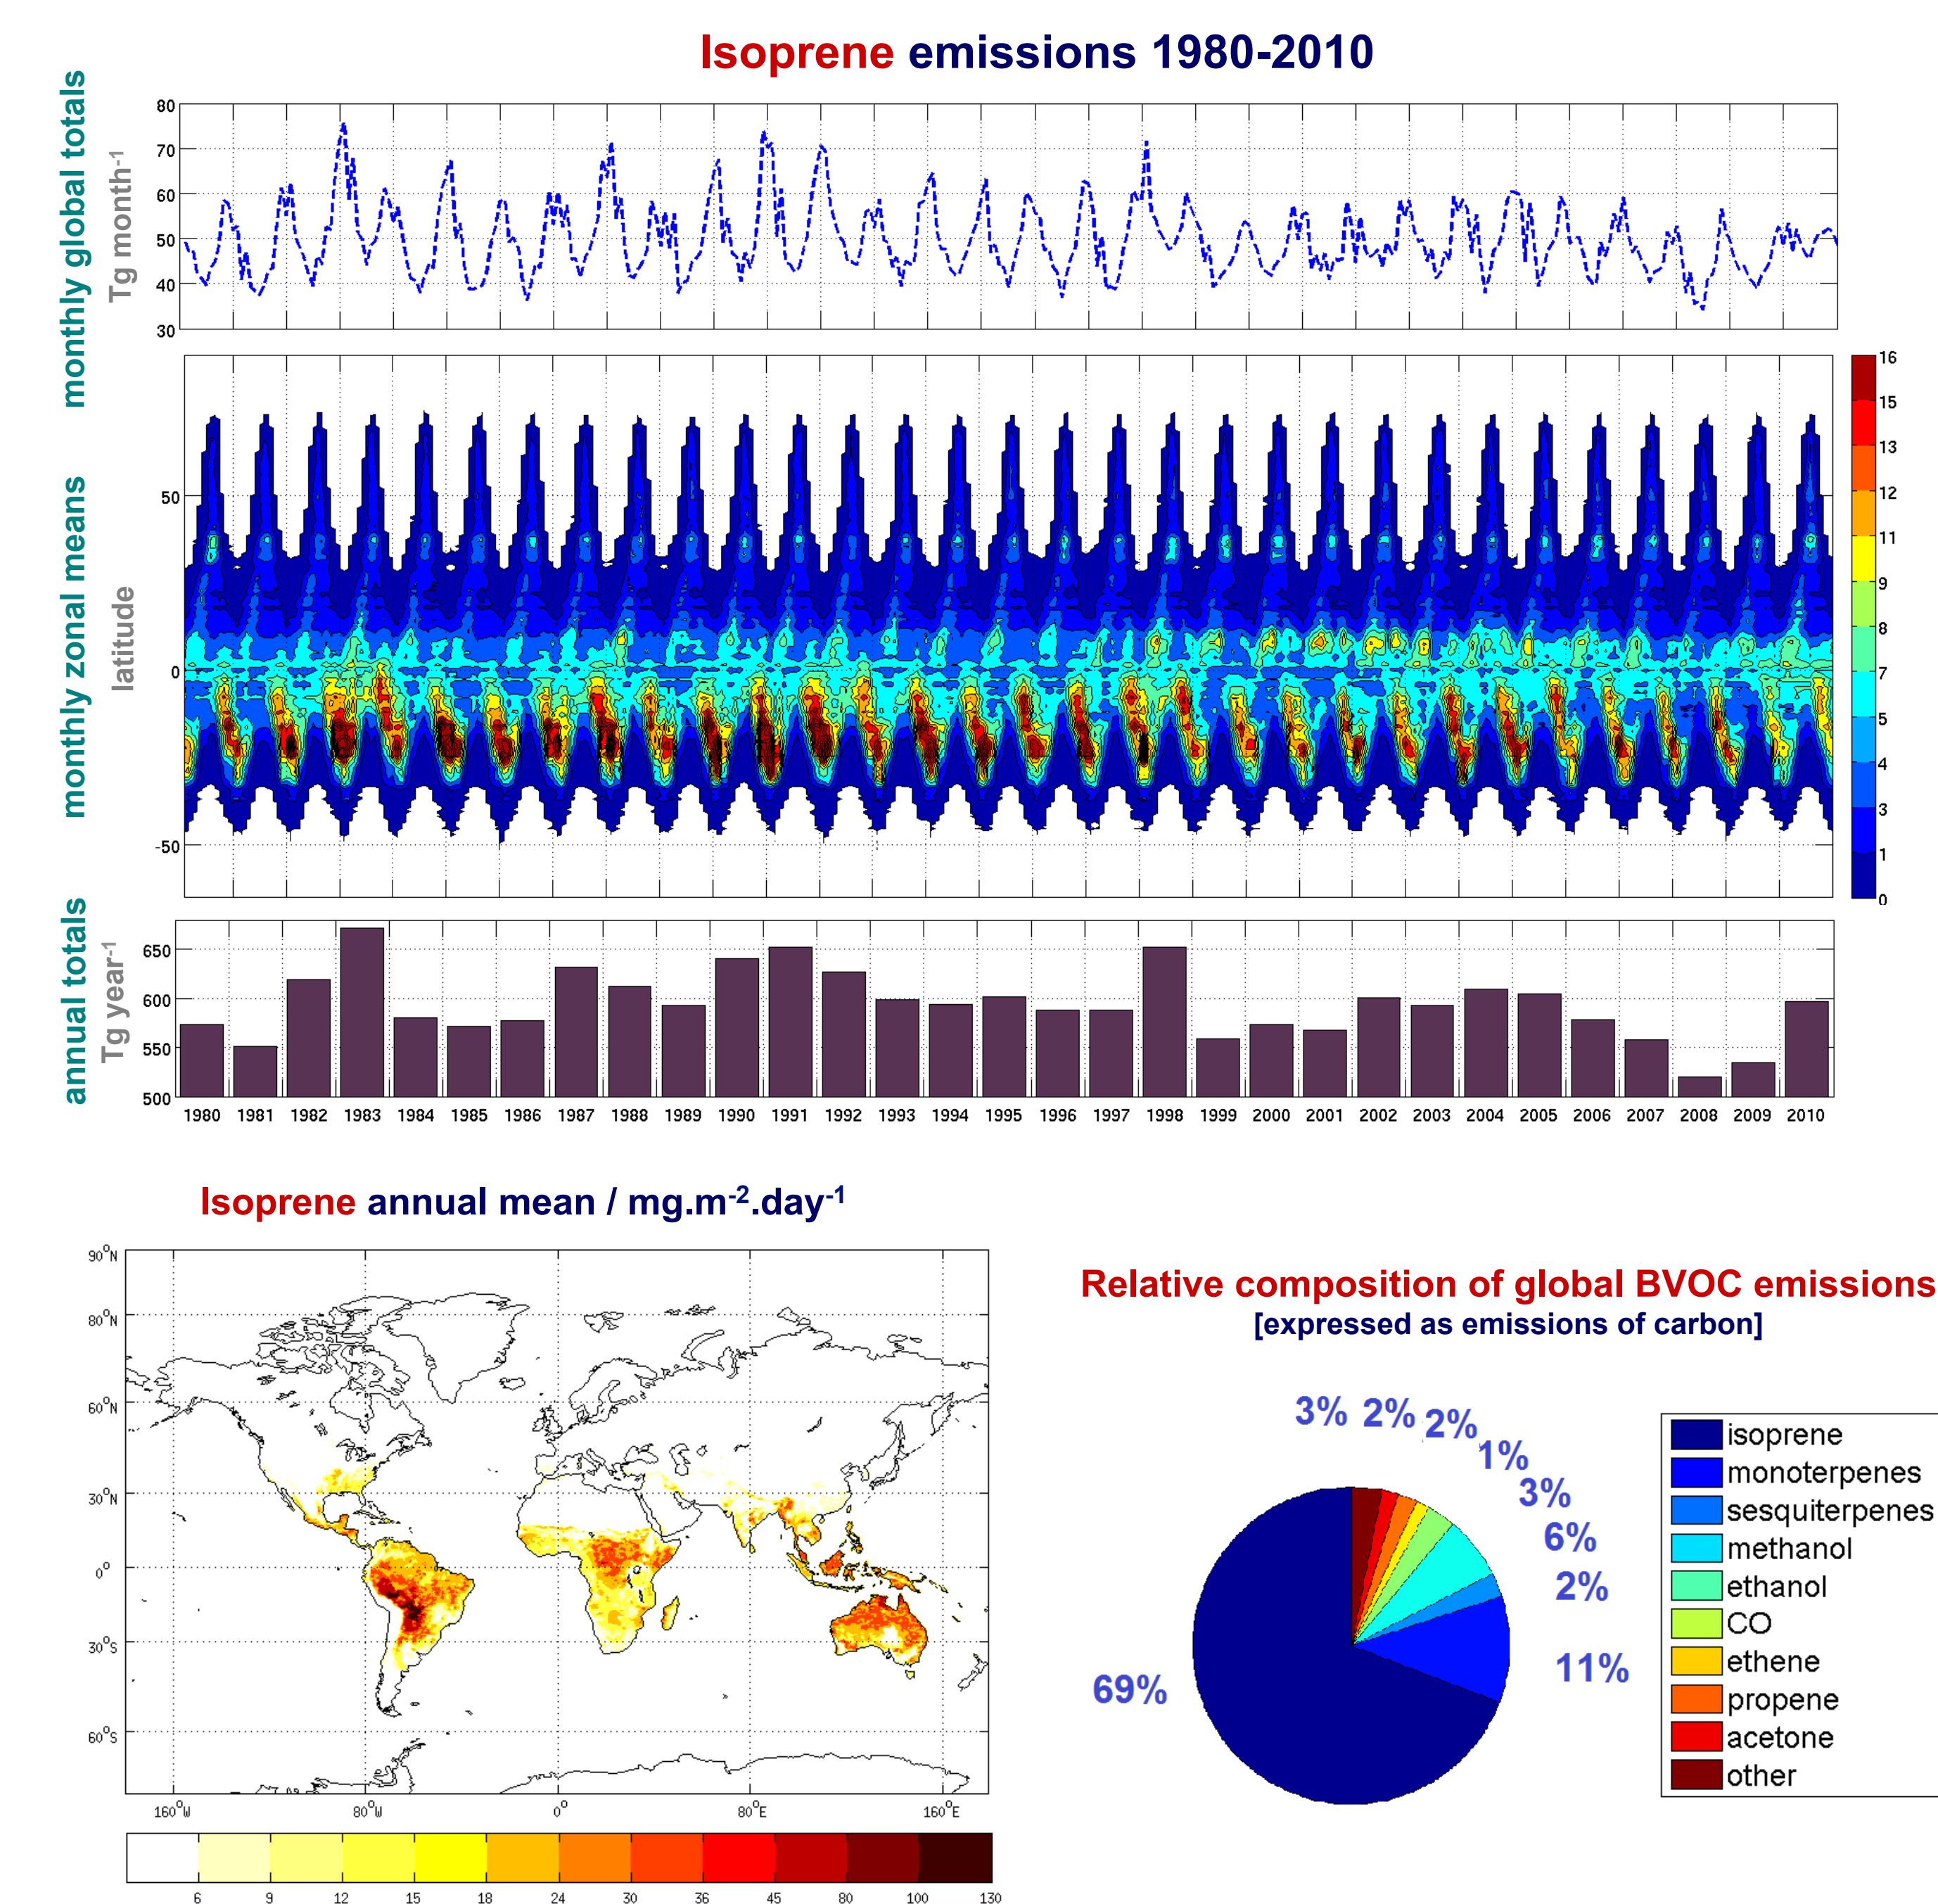 Isoprene emissions 1980-2010
monthly global totals
Tg month-1
80
70
60
50
40
30
monthly zonal means
latitude
50
0
-50
16
15
13
12
11
9
8
7
5
4
3
1
0
annual totals
Tg year-1
650
600
550
500
1980 1981 1982 1983 1984 1985 1986 1987 1988 1989 1990 1991 1992 1993 1994 1995 1996 1997 1998 1999 2000 2001 2002 2003 2004 2005 2006 2007 2008 2009 2010
Isoprene annual mean / mg.m-2.day-1
90°N
80°N
60°N
30°N
0°
30°S
60°S
160°W 80°W 0° 80°E 160°E
6 9 12 15 18 24 30 36 45 80 100 130
Relative composition of global BVOC emissions
[expressed as emissions of carbon]
3% 2% 2%
1%
3%
6%
2%
11%
69%
isoprene
monoterpenes
sesquiterpenes
methanol
ethanol
CO
ethene
propene
acetone
other